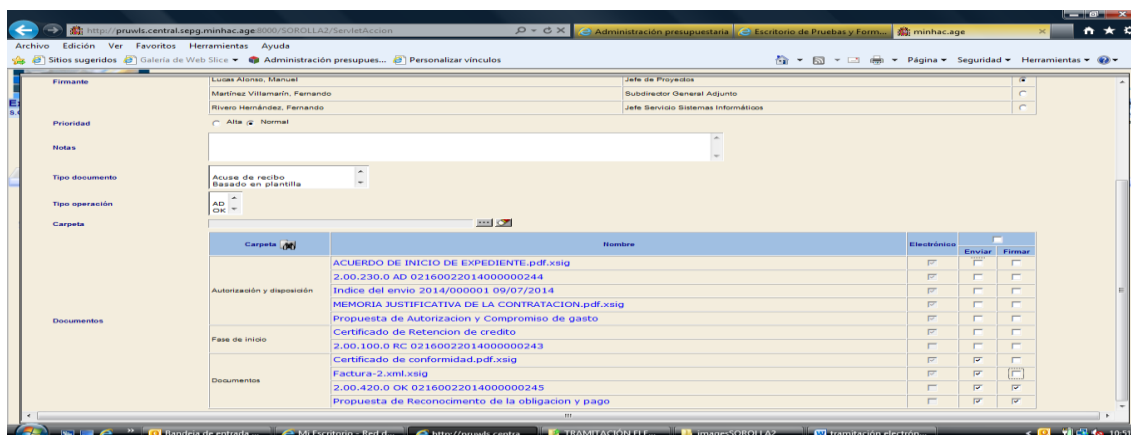 http://pruwls.central.sepg.minhac.age:8000/SOROLLA2/ServletAccion
Administración presupuestaria
Escritorio de Pruebas y Form...
minhac.age
Archivo Edición Ver Favoritos Herramientas Ayuda
Sitios sugeridos Galería de Web Slice Administración presupues... Personalizar vínculos Página Seguridad Herramientas
Firmante Lucas Alonso, Manuel Jefe de Proyectos
Martínez Villamarín, Fernando Subdirector General Adjunto
Rivero Hernández, Fernando Jefe Servicio Sistemas Informáticos
Prioridad Alta Normal
Notas
Tipo documento Acuse de recibo
Basado en plantilla
Tipo operación AD
OK
Carpeta
Carpeta Nombre Electrónico Enviar Firmar
ACUERDO DE INICIO DE EXPEDIENTE.pdf.xsig
2.00.230.0 AD 02160022014000000244
Autorización y disposición Indice del envio 2014/000001 09/07/2014
MEMORIA JUSTIFICATIVA DE LA CONTRATACION.pdf.xsig
Documentos Propuesta de Autorizacion y Compromiso de gasto
Fase de inicio Certificado de Retencion de credito
2.00.100.0 RC 02160022014000000243
Certificado de conformidad.pdf.xsig
Documentos Factura-2.xml.xsig
2.00.420.0 OK 02160022014000000245
Propuesta de Reconocimento de la obligacion y pago
Bandeja de entrada ... Mi Escritorio - Red d... http://pruwls.centra... TRAMITACIÓN ELE... imagesSOROLLA2 tramitación electrón... 10:51